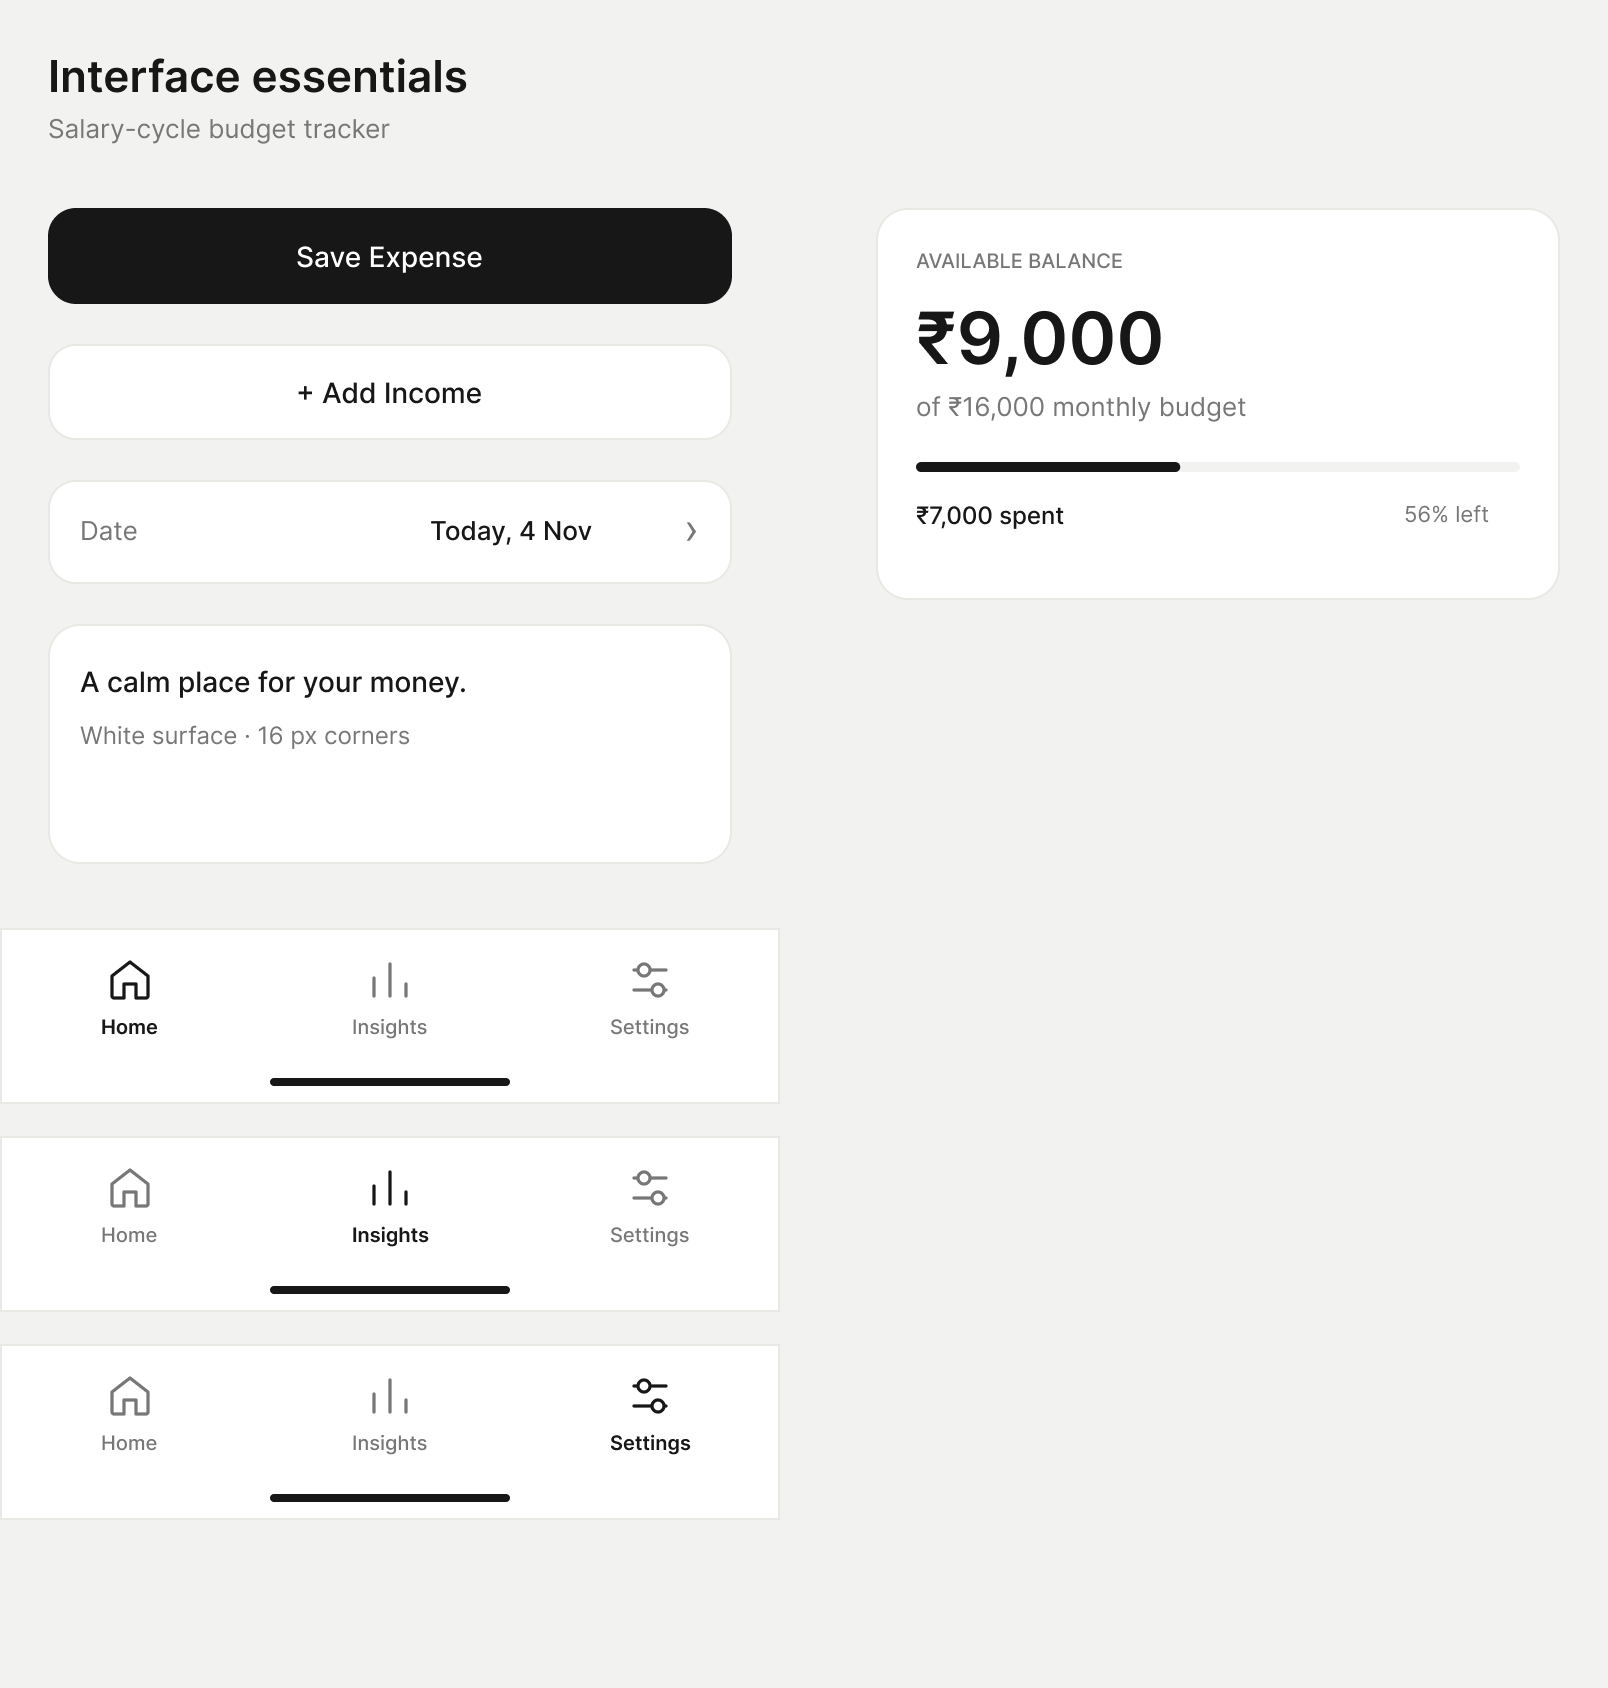 Interface essentials
Salary-cycle budget tracker
Save Expense
+ Add Income
Date Today, 4 Nov ›
A calm place for your money.
White surface · 16 px corners
AVAILABLE BALANCE
₹9,000
of ₹16,000 monthly budget
₹7,000 spent 56% left
Home Insights Settings
Home Insights Settings
Home Insights Settings